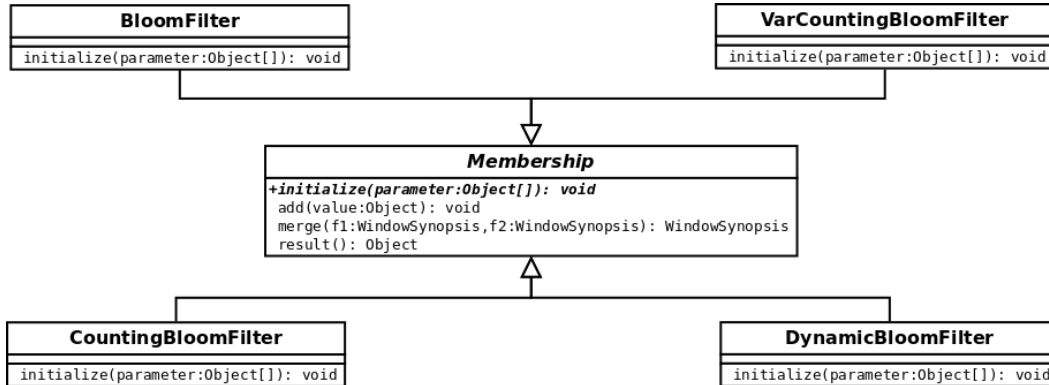 BloomFilter
initialize(parameter:Object[]): void
VarCountingBloomFilter
initialize(parameter:Object[]): void
Membership
+initialize(parameter:Object[]): void
add(value:Object): void
merge(f1:WindowSynopsis,f2:WindowSynopsis): WindowSynopsis
result(): Object
CountingBloomFilter
initialize(parameter:Object[]): void
DynamicBloomFilter
initialize(parameter:Object[]): void